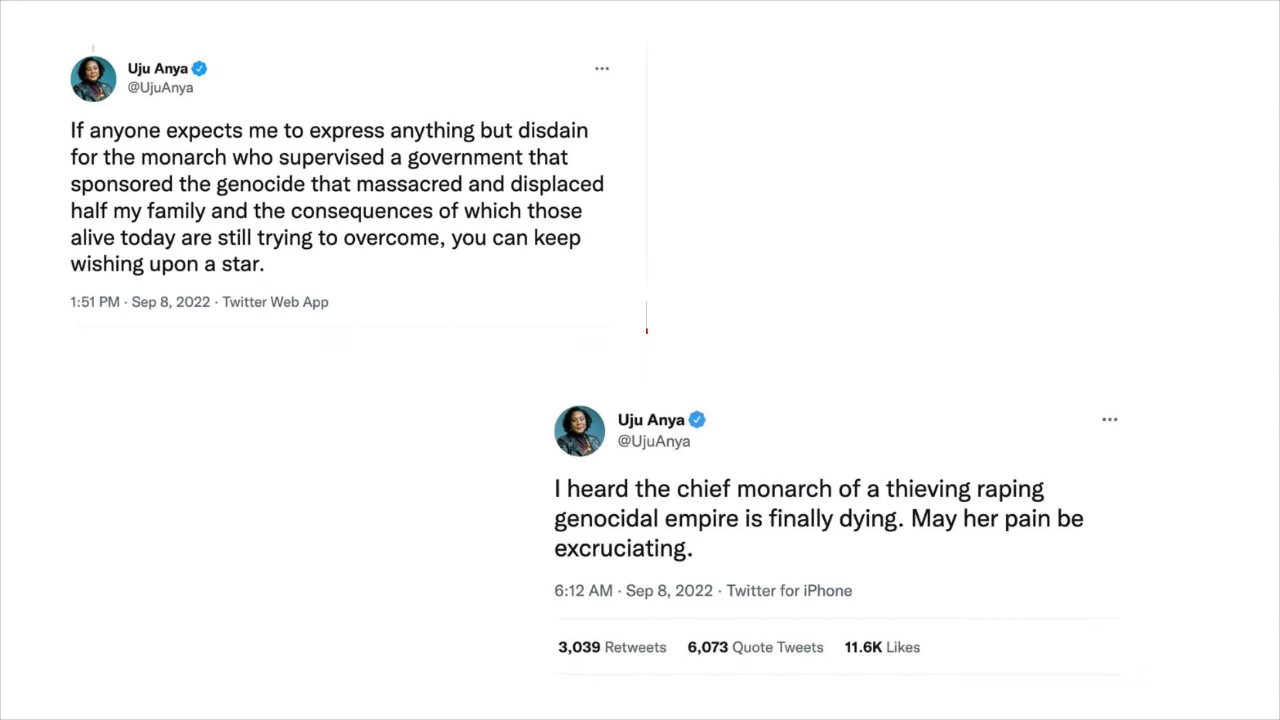 Uju Anya
@UjuAnya
If anyone expects me to express anything but disdain
for the monarch who supervised a government that
sponsored the genocide that massacred and displaced
half my family and the consequences of which those
alive today are still trying to overcome, you can keep
wishing upon a star.
1:51 PM · Sep 8, 2022 · Twitter Web App
Uju Anya
@UjuAnya
I heard the chief monarch of a thieving raping
genocidal empire is finally dying. May her pain be
excruciating.
6:12 AM · Sep 8, 2022 · Twitter for iPhone
3,039 Retweets 6,073 Quote Tweets 11.6K Likes